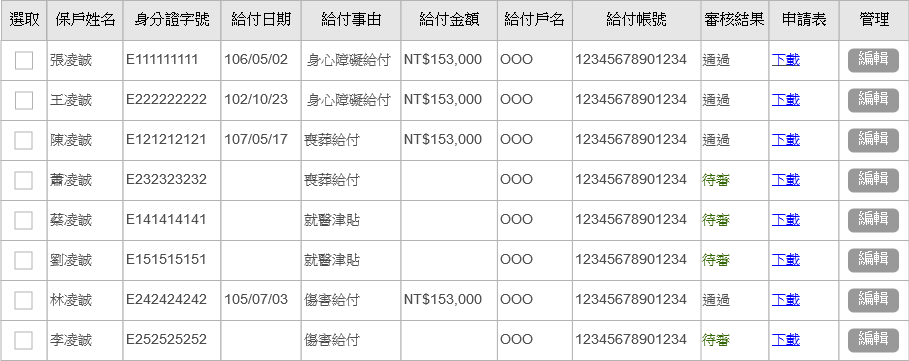 選取 保戶姓名 身分證字號 給付日期 給付事由 給付金額 給付戶名 給付帳號 審核結果 申請表 管理
張凌誠 E111111111 106/05/02 身心障礙給付 NT$153,000 OOO 12345678901234 通過 下載 編輯
王凌誠 E222222222 102/10/23 身心障礙給付 NT$153,000 OOO 12345678901234 通過 下載 編輯
陳凌誠 E121212121 107/05/17 喪葬給付 NT$153,000 OOO 12345678901234 通過 下載 編輯
蕭凌誠 E232323232 喪葬給付 OOO 12345678901234 待審 下載 編輯
蔡凌誠 E141414141 就醫津貼 OOO 12345678901234 待審 下載 編輯
劉凌誠 E151515151 就醫津貼 OOO 12345678901234 待審 下載 編輯
林凌誠 E242424242 105/07/03 傷害給付 NT$153,000 OOO 12345678901234 通過 下載 編輯
李凌誠 E252525252 傷害給付 OOO 12345678901234 待審 下載 編輯